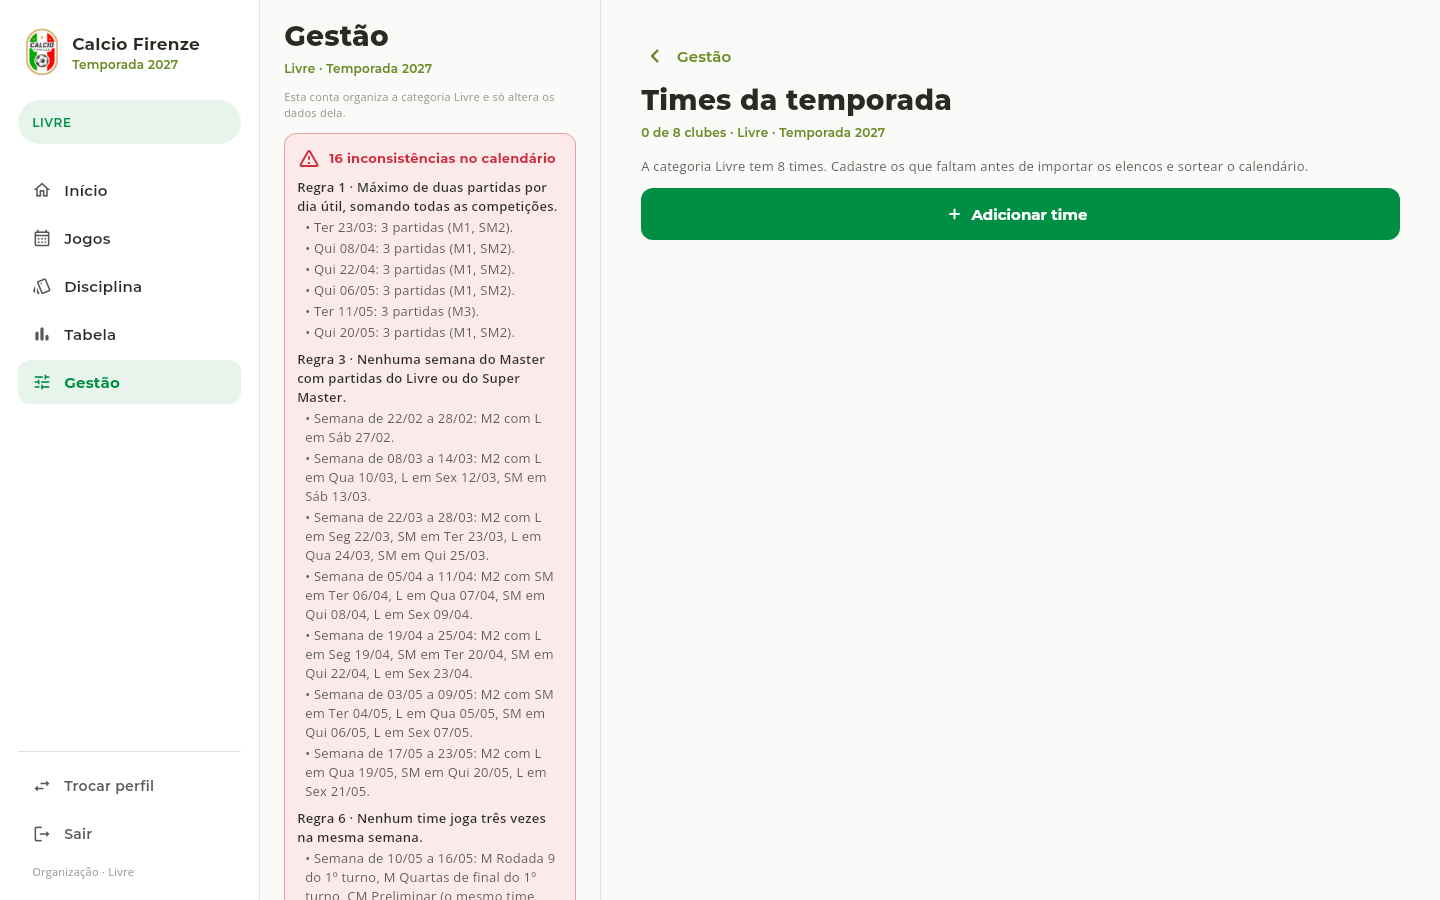 CALCIO
Calcio Firenze
Temporada 2027
LIVRE
Início
Jogos
Disciplina
Tabela
Gestão
Trocar perfil
Sair
Organização · Livre
Gestão
Livre · Temporada 2027
Esta conta organiza a categoria Livre e só altera os
dados dela.
16 inconsistências no calendário
Regra 1 · Máximo de duas partidas por
dia útil, somando todas as competições.
• Ter 23/03: 3 partidas (M1, SM2).
• Qui 08/04: 3 partidas (M1, SM2).
• Qui 22/04: 3 partidas (M1, SM2).
• Qui 06/05: 3 partidas (M1, SM2).
• Ter 11/05: 3 partidas (M3).
• Qui 20/05: 3 partidas (M1, SM2).
Regra 3 · Nenhuma semana do Master
com partidas do Livre ou do Super
Master.
• Semana de 22/02 a 28/02: M2 com L
em Sáb 27/02.
• Semana de 08/03 a 14/03: M2 com L
em Qua 10/03, L em Sex 12/03, SM em
Sáb 13/03.
• Semana de 22/03 a 28/03: M2 com L
em Seg 22/03, SM em Ter 23/03, L em
Qua 24/03, SM em Qui 25/03.
• Semana de 05/04 a 11/04: M2 com SM
em Ter 06/04, L em Qua 07/04, SM em
Qui 08/04, L em Sex 09/04.
• Semana de 19/04 a 25/04: M2 com L
em Seg 19/04, SM em Ter 20/04, SM em
Qui 22/04, L em Sex 23/04.
• Semana de 03/05 a 09/05: M2 com SM
em Ter 04/05, L em Qua 05/05, SM em
Qui 06/05, L em Sex 07/05.
• Semana de 17/05 a 23/05: M2 com L
em Qua 19/05, SM em Qui 20/05, L em
Sex 21/05.
Regra 6 · Nenhum time joga três vezes
na mesma semana.
• Semana de 10/05 a 16/05: M Rodada 9
do 1º turno, M Quartas de final do 1º
turno, CM Preliminar (o mesmo time
Gestão
Times da temporada
0 de 8 clubes · Livre · Temporada 2027
A categoria Livre tem 8 times. Cadastre os que faltam antes de importar os elencos e sortear o calendário.
+ Adicionar time